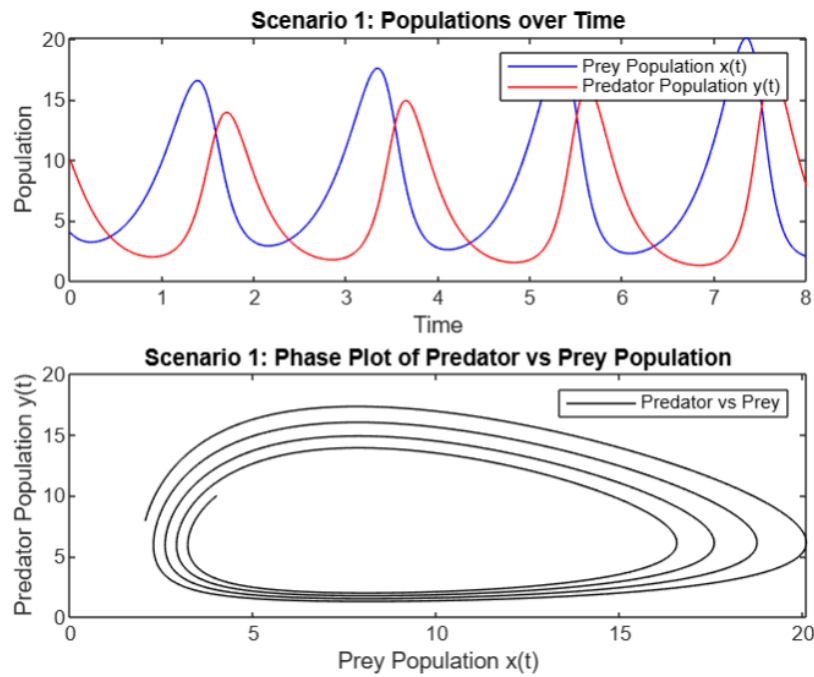 Scenario 1: Populations over Time
20
15
10
5
0
Population
Prey Population x(t)
Predator Population y(t)
0 1 2 3 4 5 6 7 8
Time
Scenario 1: Phase Plot of Predator vs Prey Population
20
15
10
5
0
Predator Population y(t)
Predator vs Prey
0 5 10 15 20
Prey Population x(t)